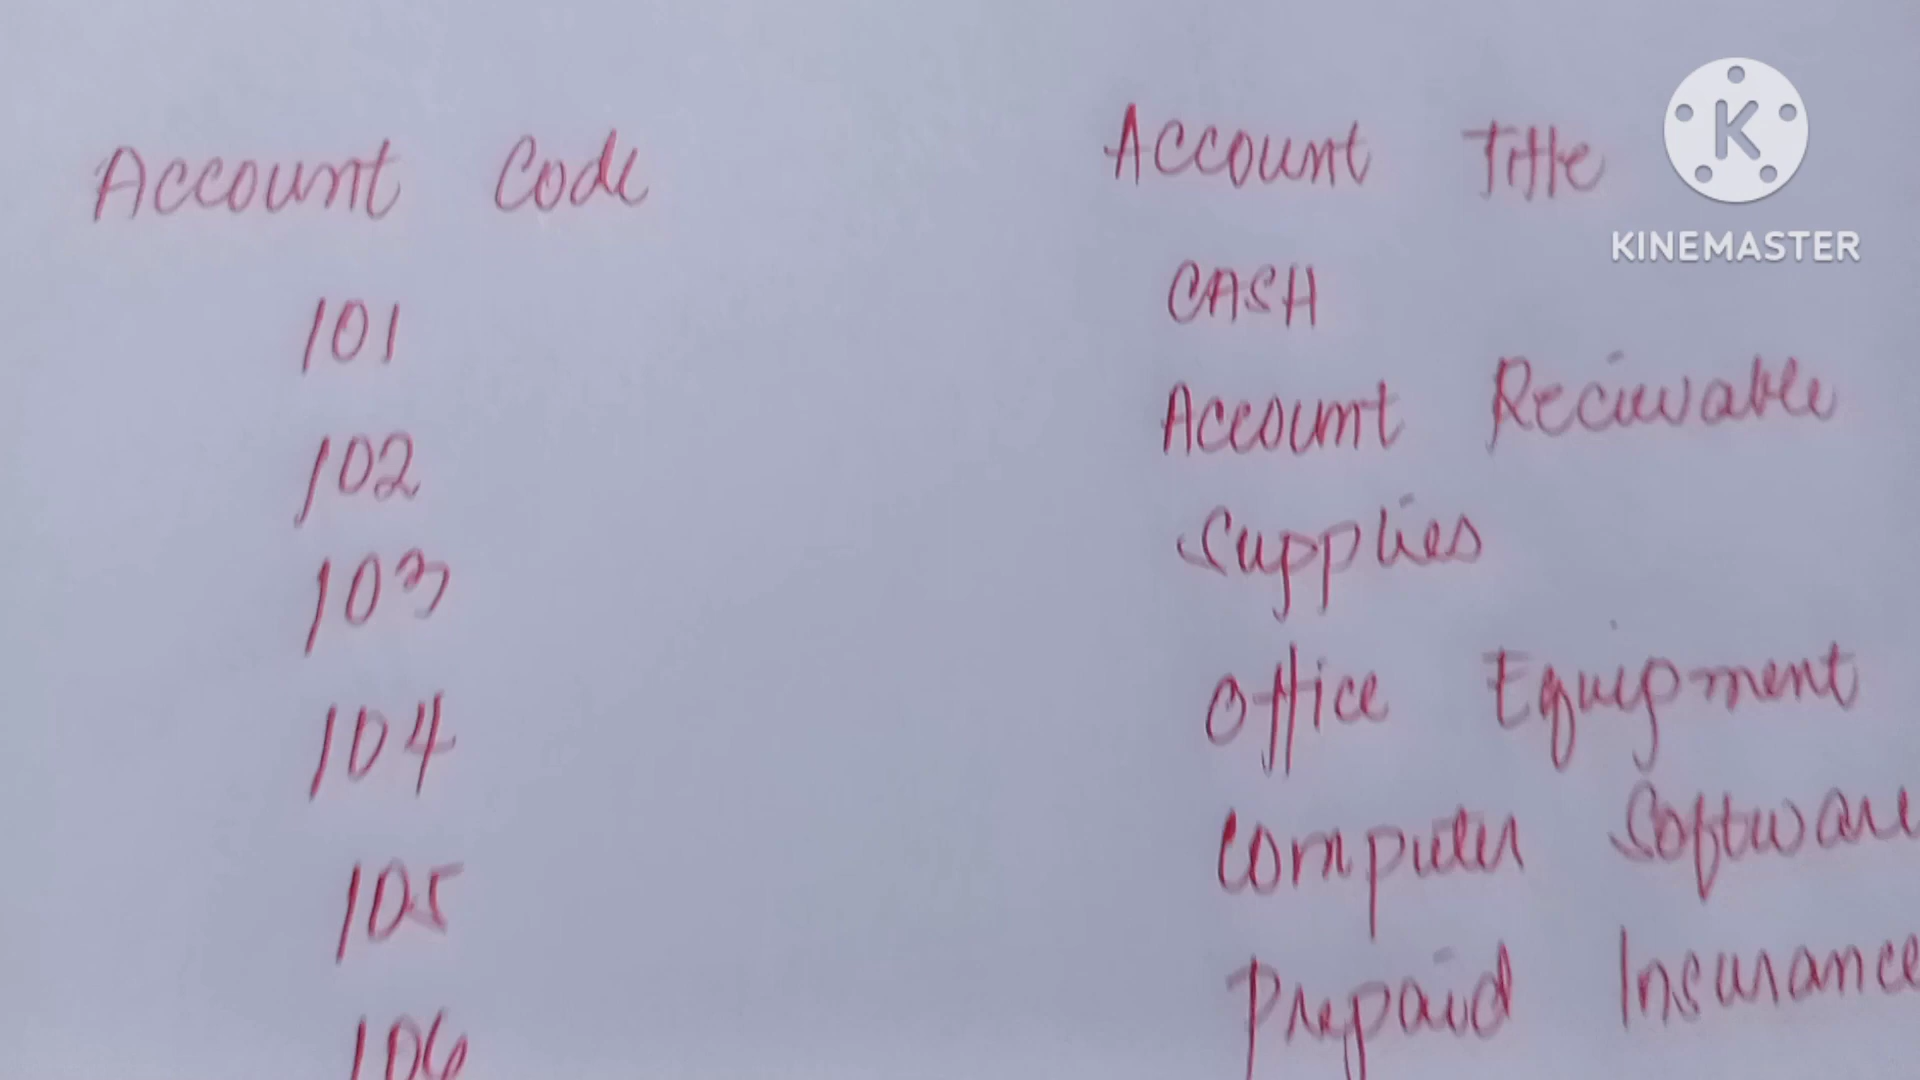 Account Code Account Title
101 CASH
102 Account Recievable
103 Supplies
104 Office Equipment
105 Computer Software
106 Prepaid Insurance
K
KINEMASTER